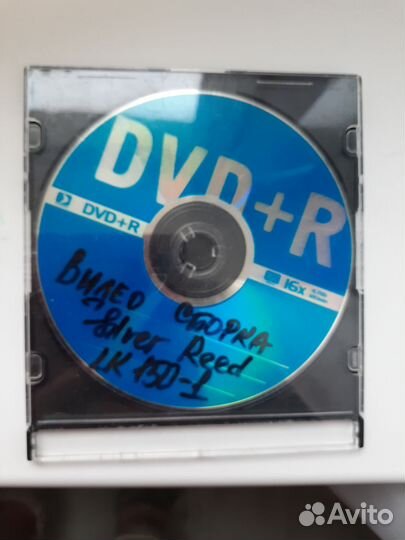 DVD+R
DVD+R
16x
ВИДЕО СБОРКА
Silver Reed
LK 150-1
Avito